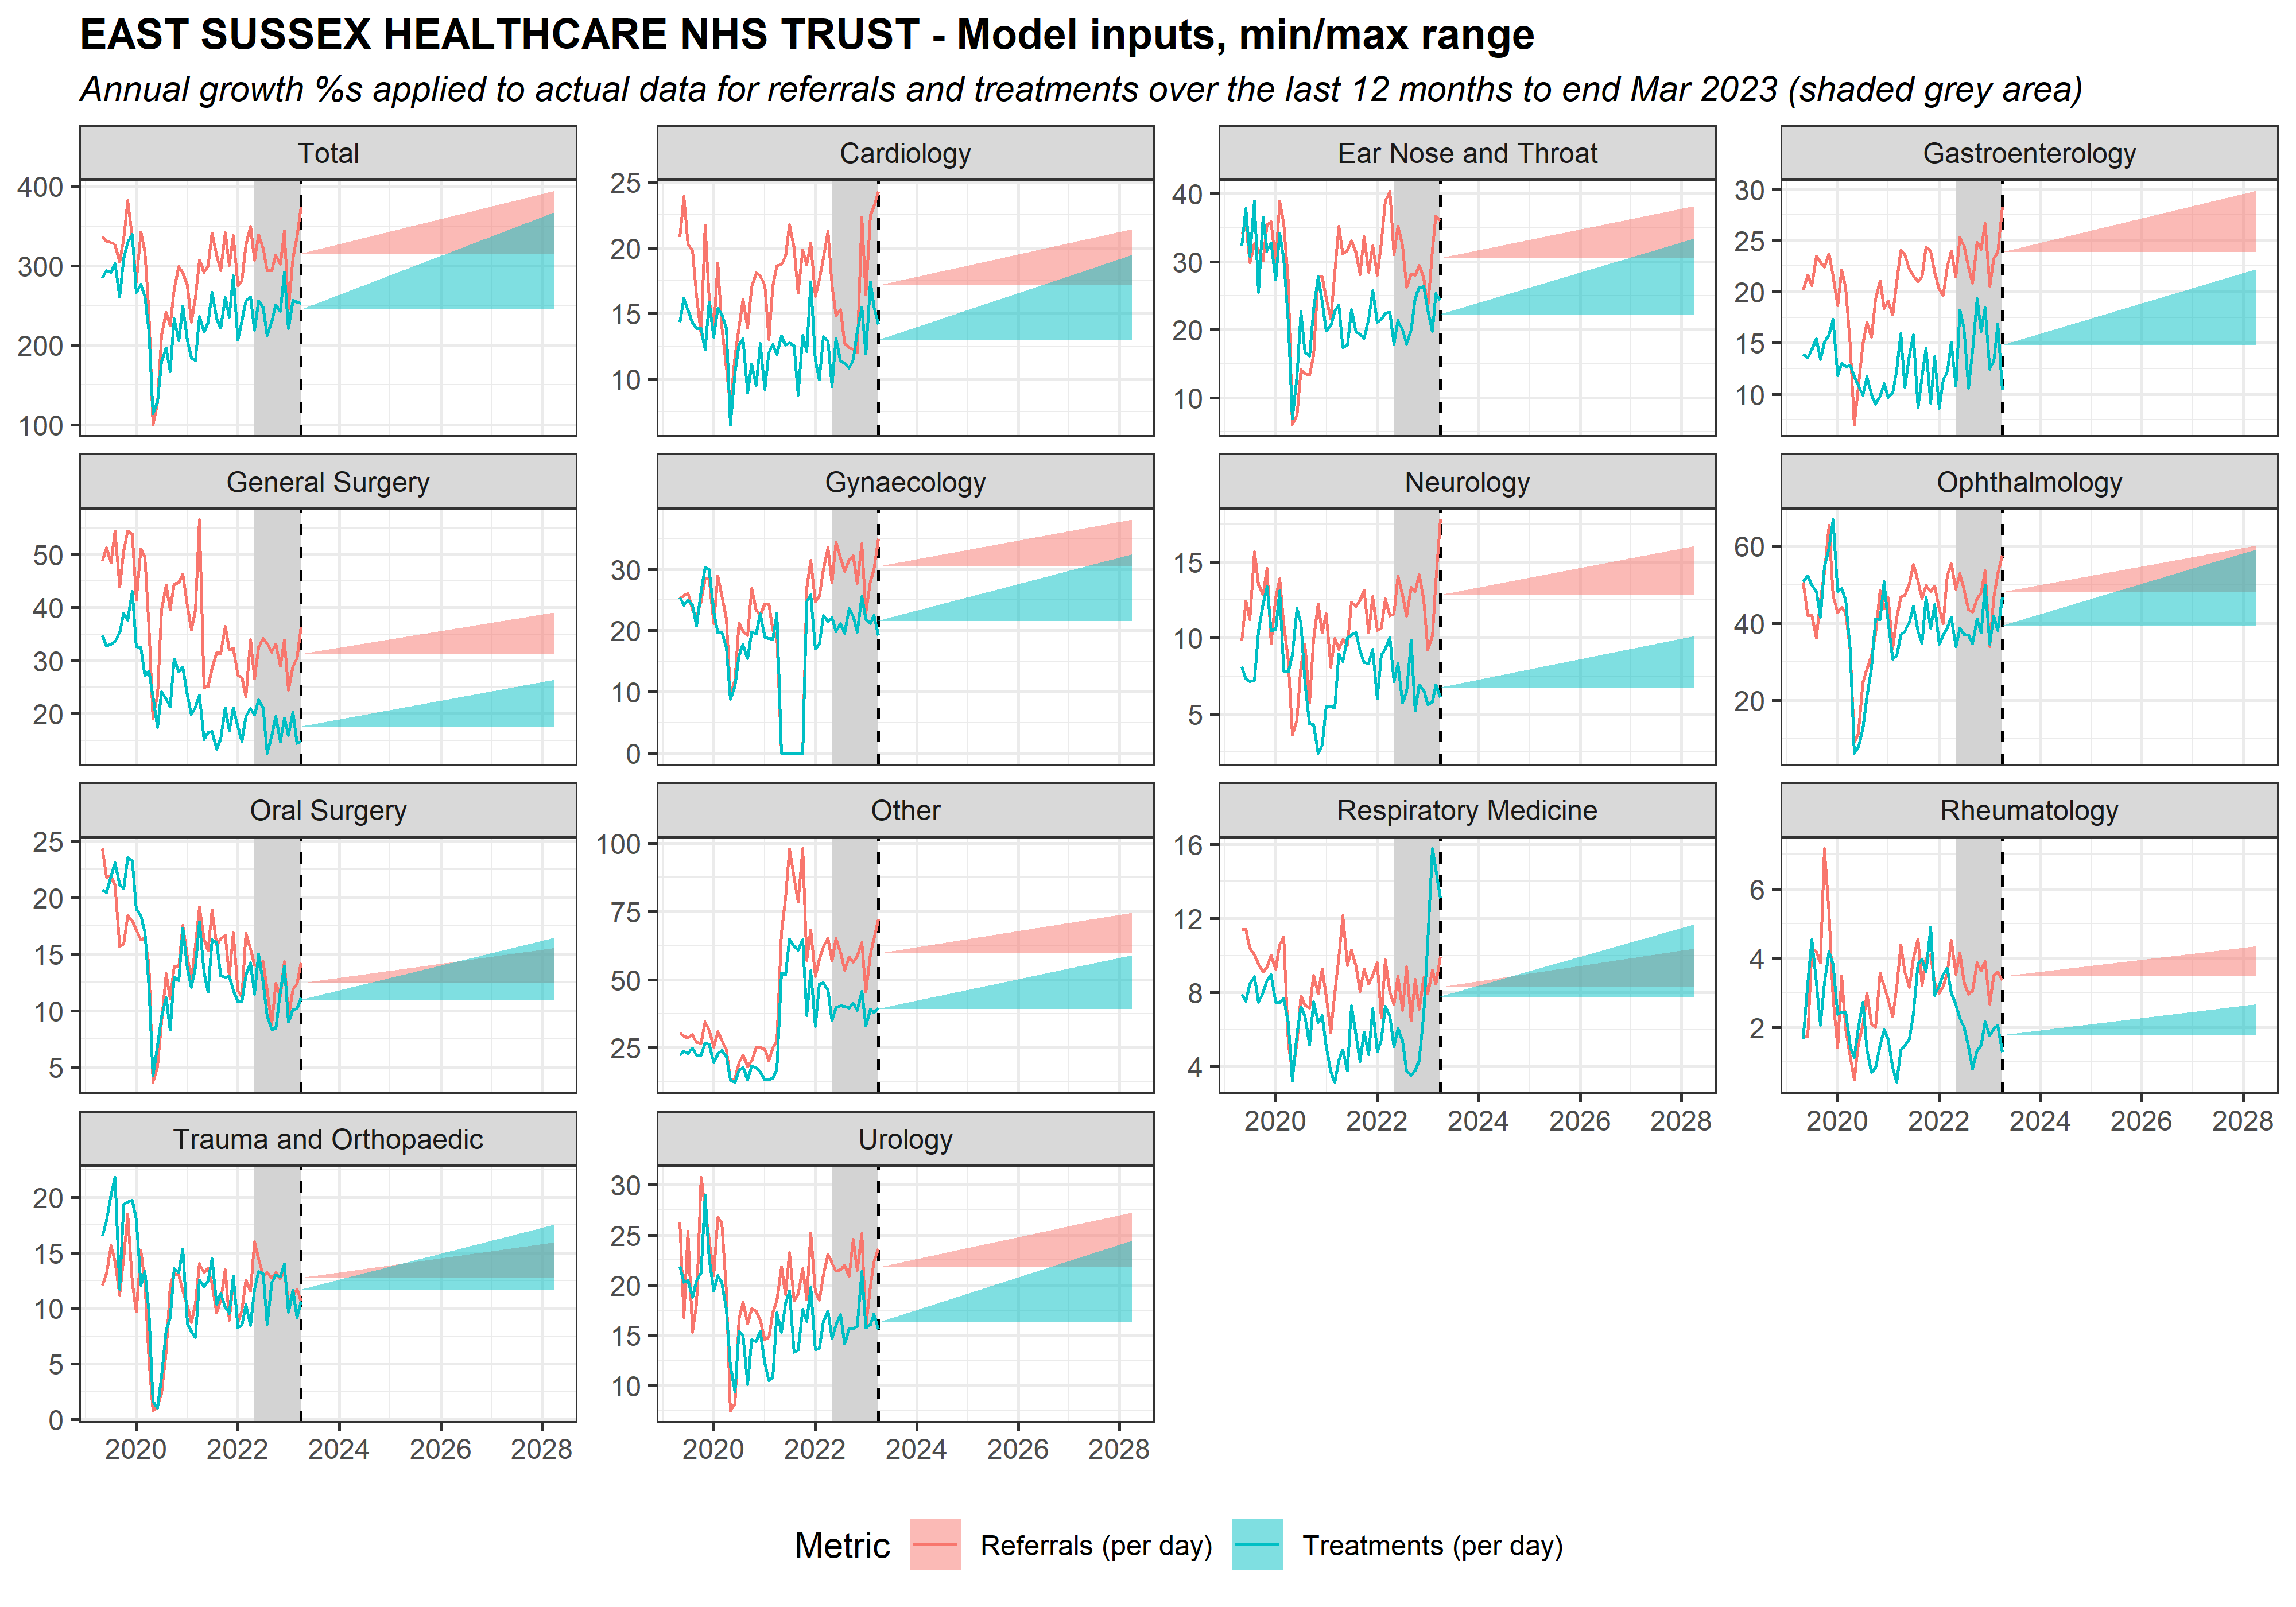 EAST SUSSEX HEALTHCARE NHS TRUST - Model inputs, min/max range
Annual growth %s applied to actual data for referrals and treatments over the last 12 months to end Mar 2023 (shaded grey area)
Total
Cardiology
Ear Nose and Throat
Gastroenterology
400
300
200
100
25
20
15
10
40
30
20
10
30
25
20
15
10
General Surgery
Gynaecology
Neurology
Ophthalmology
50
40
30
20
30
20
10
0
15
10
5
60
40
20
Oral Surgery
Other
Respiratory Medicine
Rheumatology
25
20
15
10
5
100
75
50
25
16
12
8
4
6
4
2
2020 2022 2024 2026 2028
2020 2022 2024 2026 2028
Trauma and Orthopaedic
Urology
20
15
10
5
0
30
25
20
15
10
2020 2022 2024 2026 2028
2020 2022 2024 2026 2028
Metric Referrals (per day) Treatments (per day)